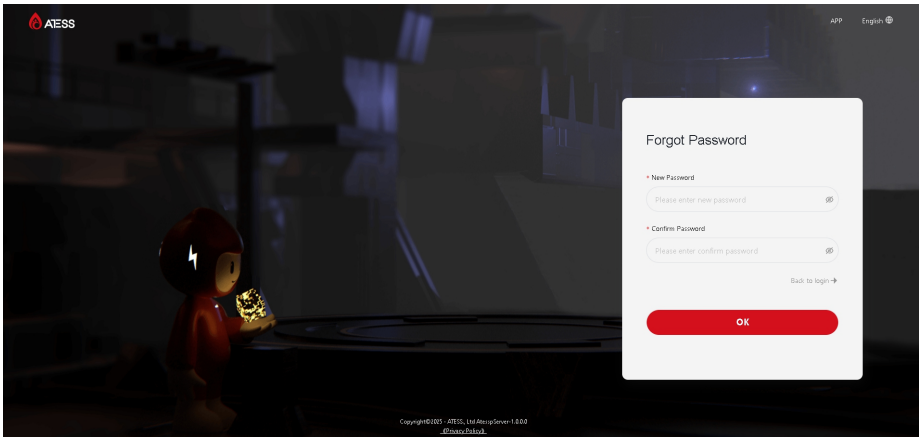 ATESS
APP
English
Forgot Password
* New Password
Please enter new password
* Confirm Password
Please enter confirm password
Back to login
OK
Copyright©2025 - ATESS., Ltd.AtesspServer-1.0.0.0
《Privacy Policy》